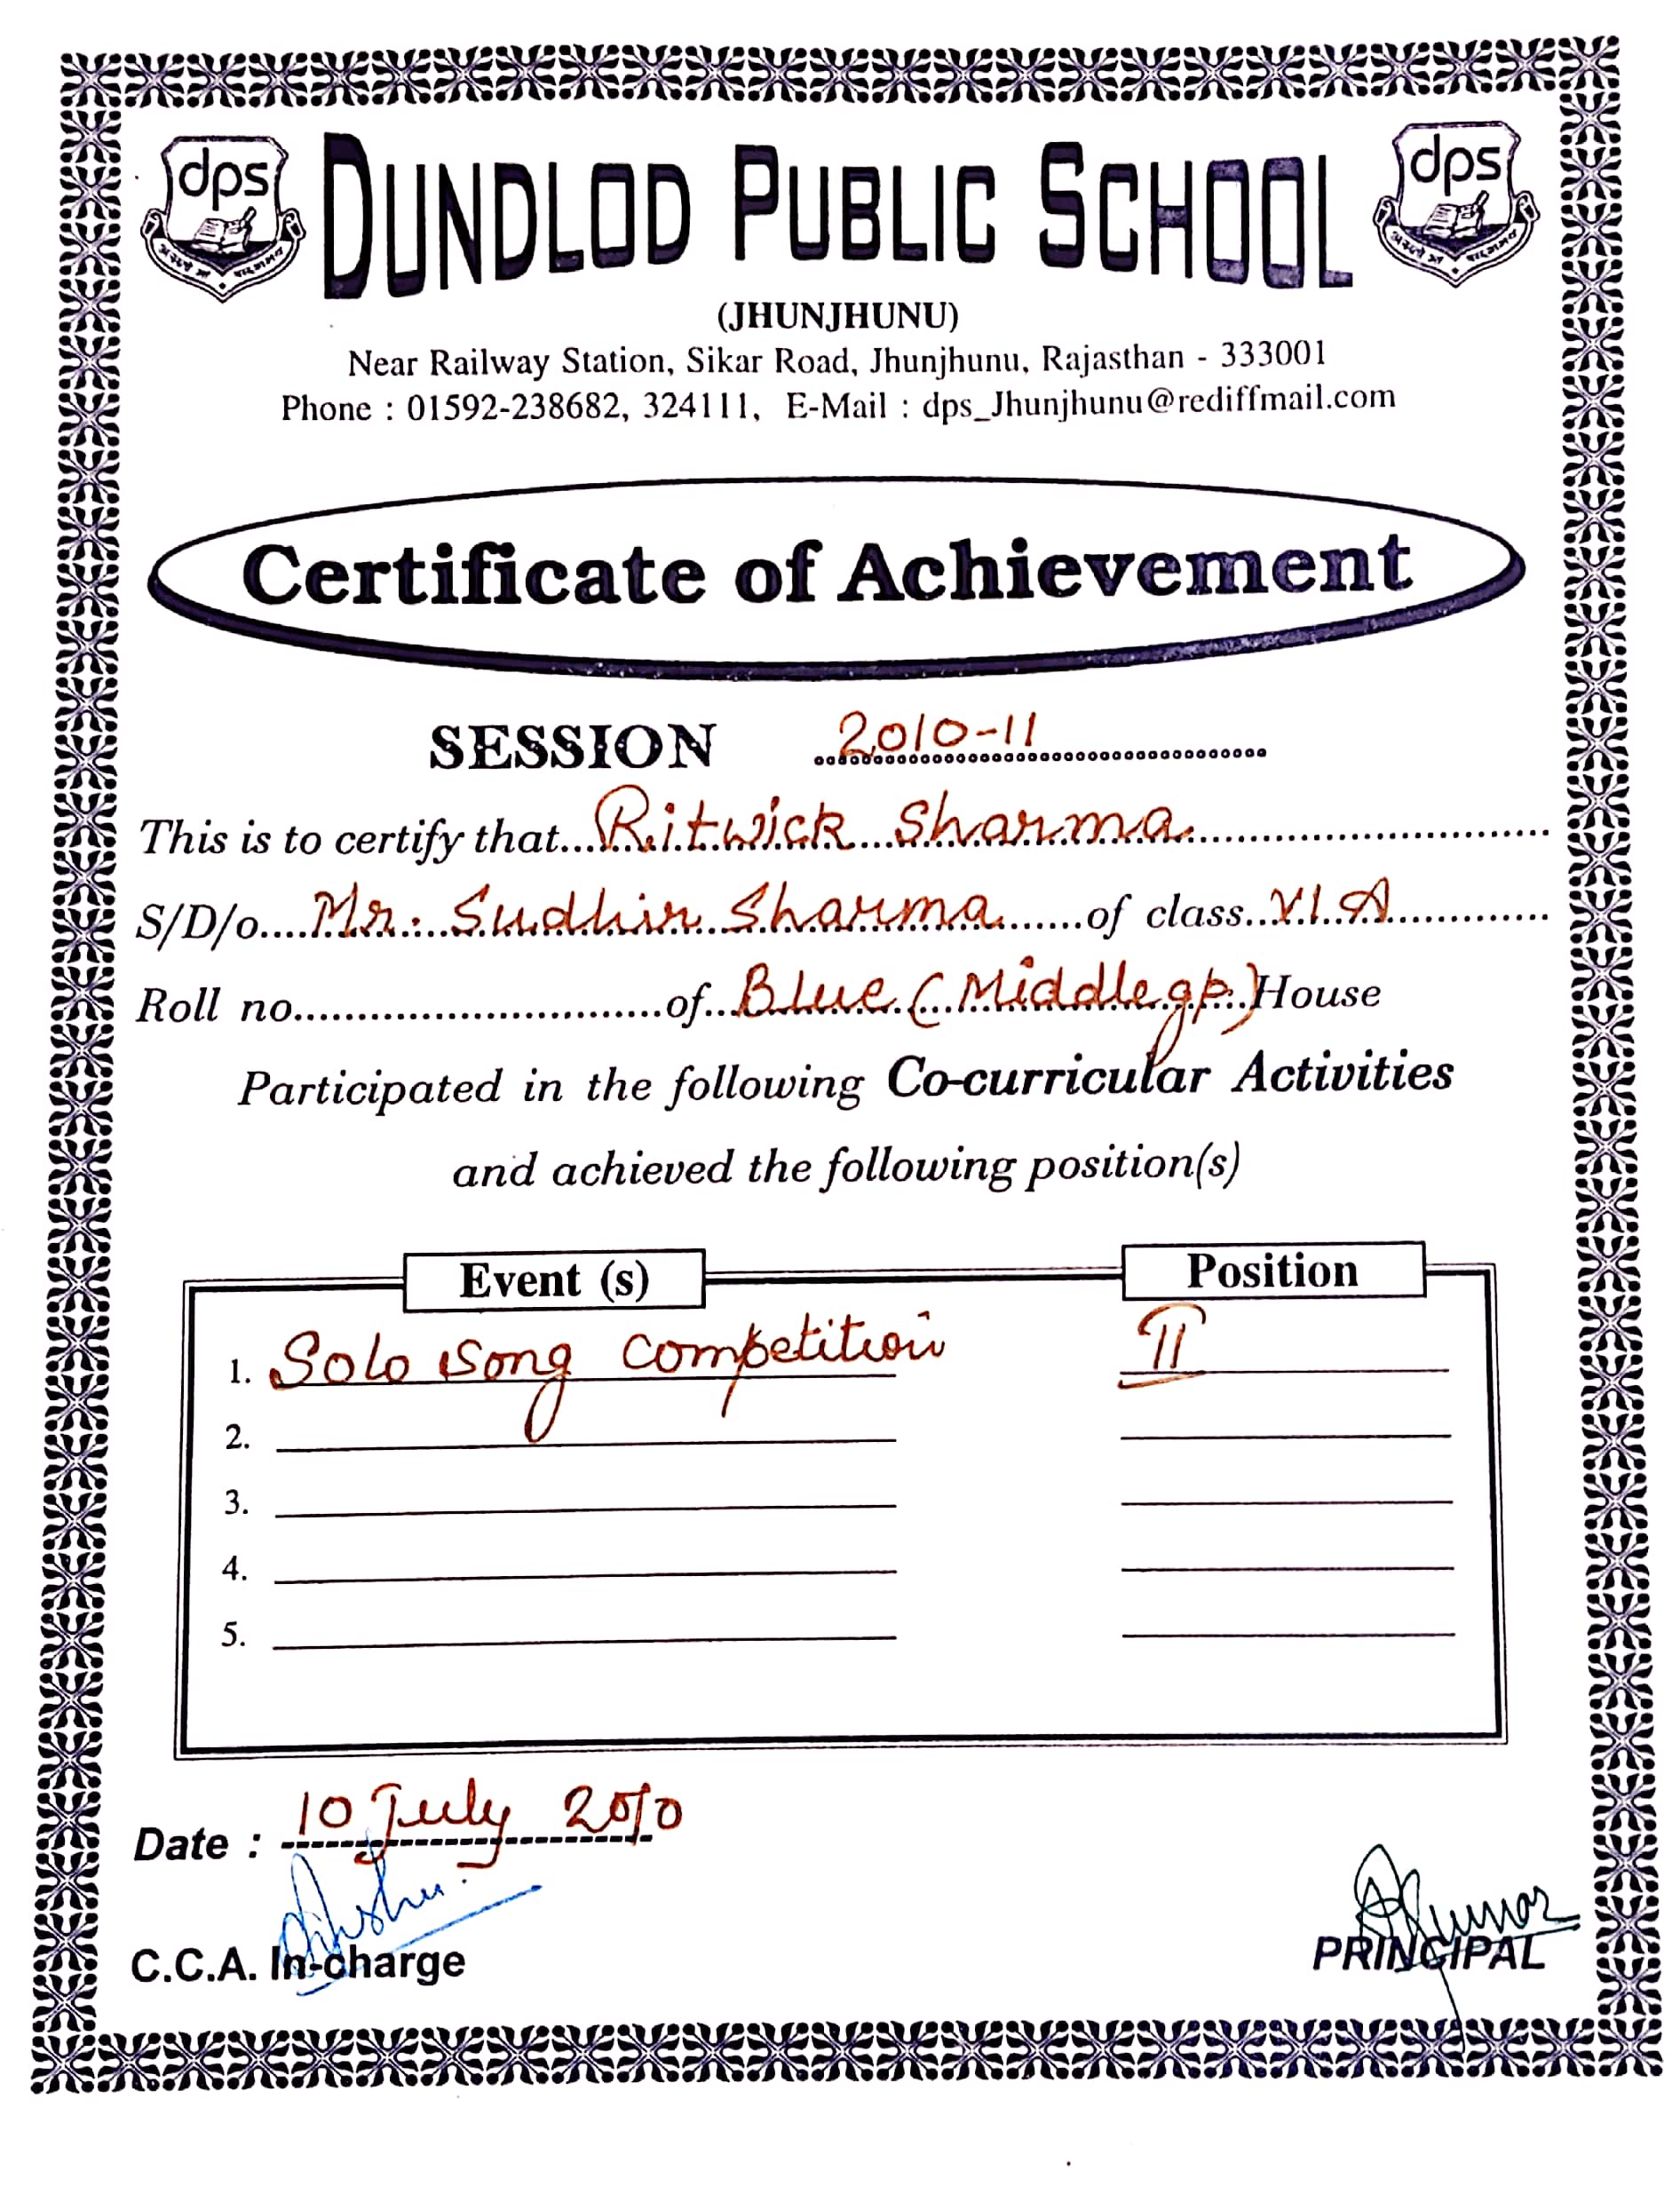 dps DUNDLOD PUBLIC SCHOOL dps
(JHUNJHUNU)
Near Railway Station, Sikar Road, Jhunjhunu, Rajasthan - 333001
Phone : 01592-238682, 324111, E-Mail : dps_Jhunjhunu@rediffmail.com
Certificate of Achievement
SESSION 2010-11
This is to certify that Ritwick Sharma
S/D/o Mr. Sudhir Sharma of class VI A
Roll no. of Blue (Middle gp) House
Participated in the following Co-curricular Activities
and achieved the following position(s)
Event (s) Position
1. Solo Song Competition II
2.
3.
4.
5.
Date : 10 July 2010
C.C.A. In-charge PRINCIPAL